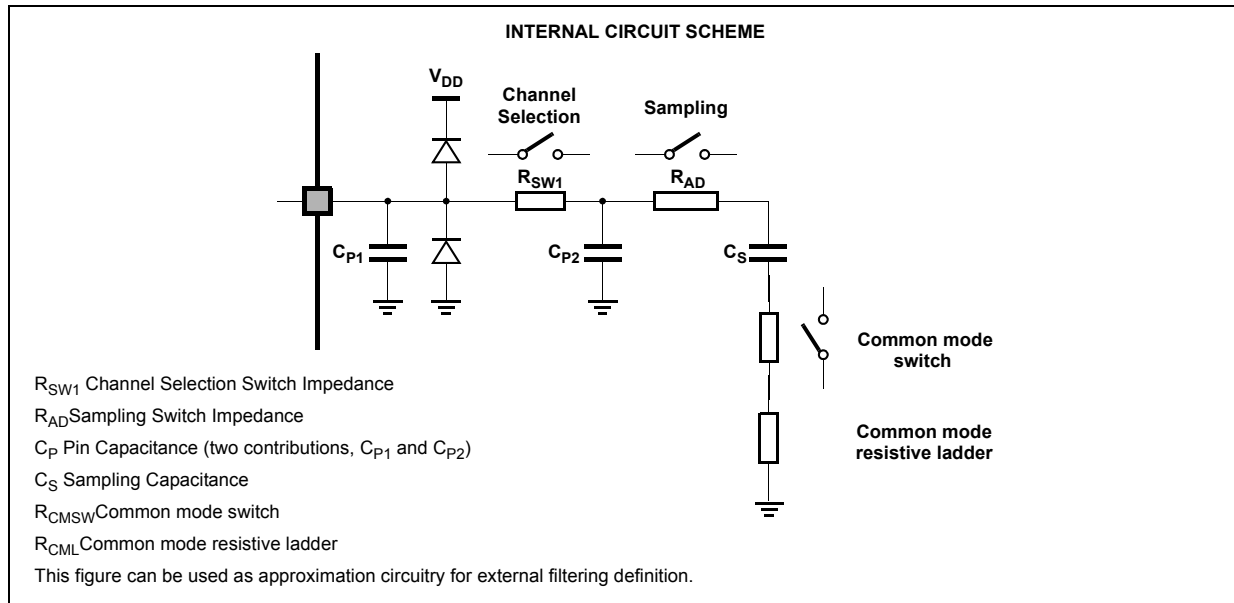 INTERNAL CIRCUIT SCHEME
VDD
Channel
Selection
Sampling
RSW1
RAD
CP1
CP2
CS
Common mode
switch
Common mode
resistive ladder
RSW1 Channel Selection Switch Impedance
RADSampling Switch Impedance
CP Pin Capacitance (two contributions, CP1 and CP2)
CS Sampling Capacitance
RCMSWCommon mode switch
RCMLCommon mode resistive ladder
This figure can be used as approximation circuitry for external filtering definition.